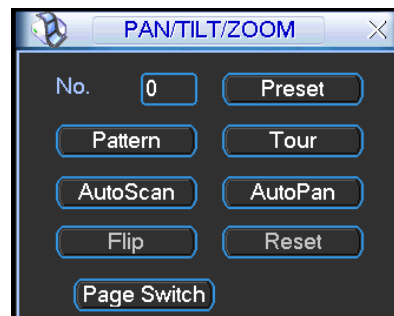 PAN/TILT/ZOOM
No. 0 Preset
Pattern Tour
AutoScan AutoPan
Flip Reset
Page Switch